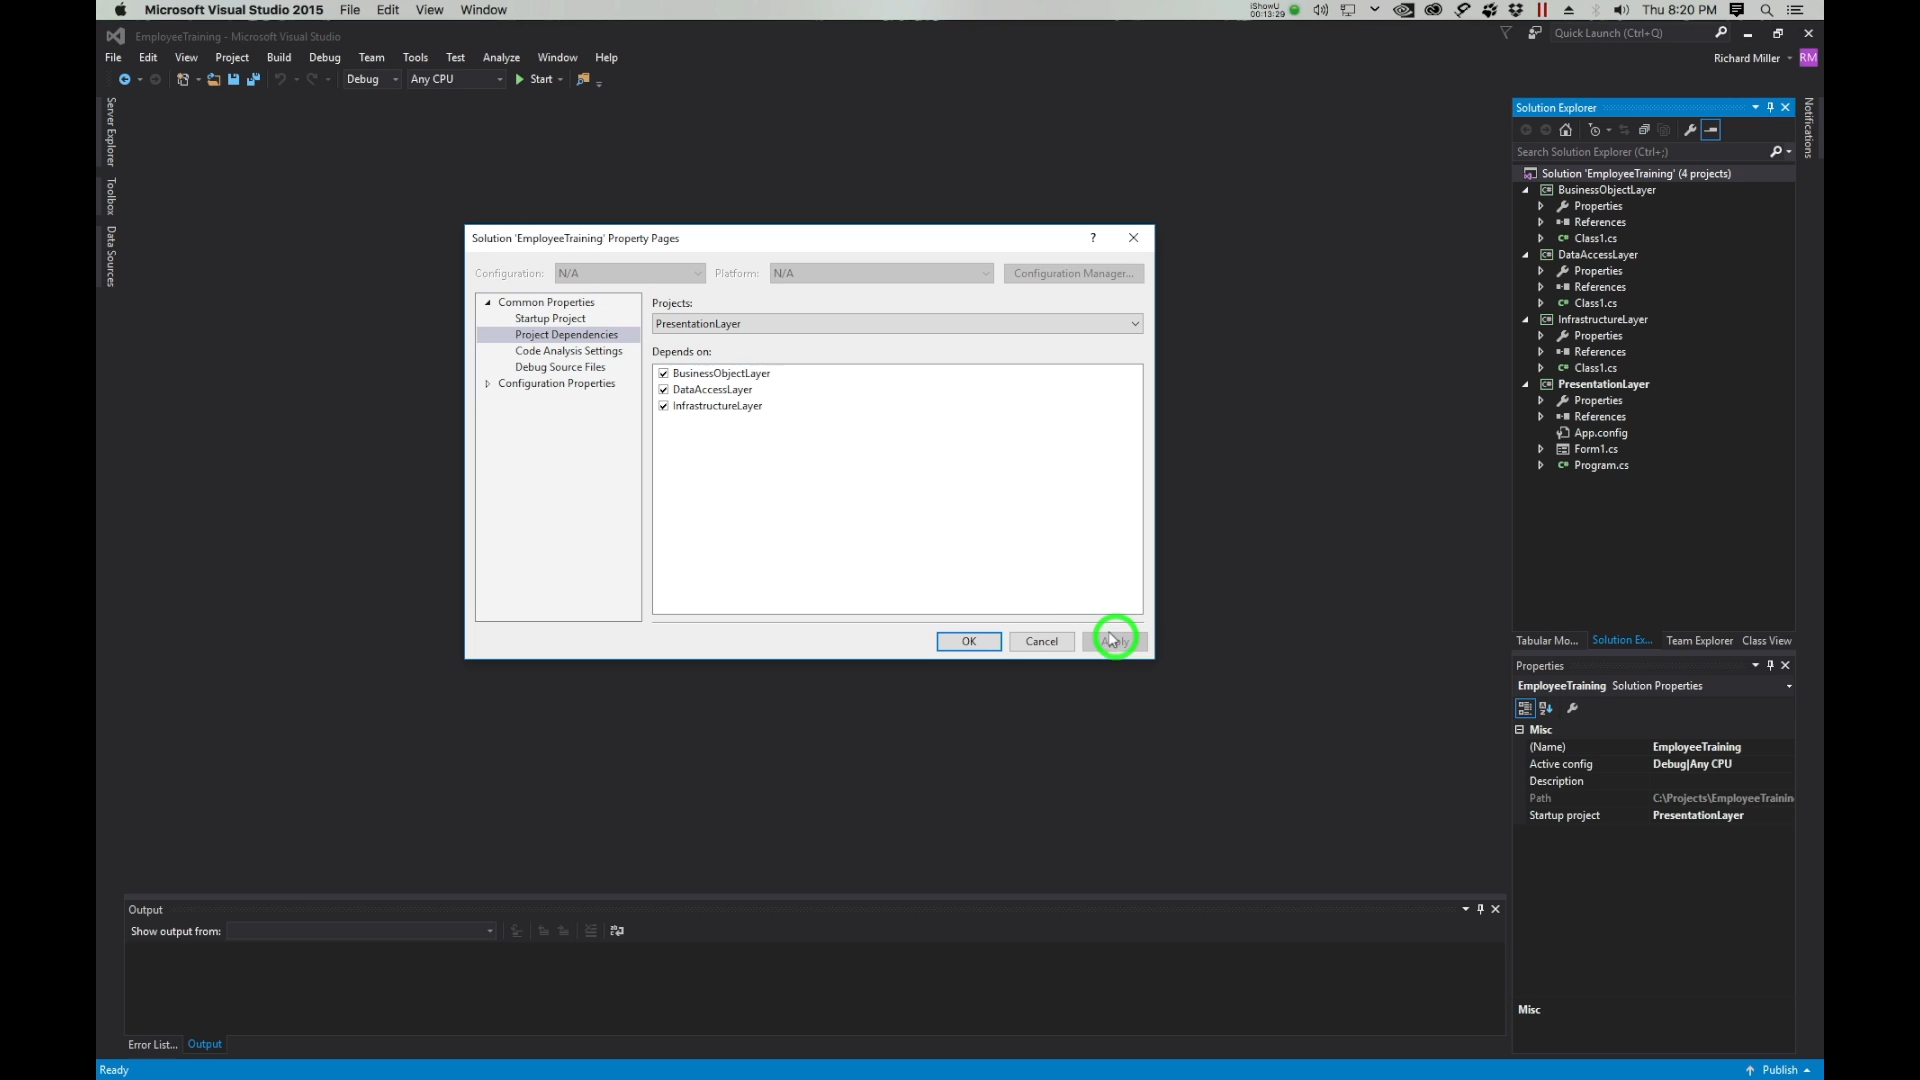 Microsoft Visual Studio 2015 File Edit View Window
iShowU
00:13:29
Thu 8:20 PM
EmployeeTraining - Microsoft Visual Studio
Quick Launch (Ctrl+Q)
File Edit View Project Build Debug Team Tools Test Analyze Window Help
Richard Miller RM
Debug Any CPU Start
Server Explorer
Toolbox
Data Sources
Solution 'EmployeeTraining' Property Pages
?
Configuration: N/A Platform: N/A Configuration Manager...
Common Properties
Startup Project
Project Dependencies
Code Analysis Settings
Debug Source Files
Configuration Properties
Projects:
PresentationLayer
Depends on:
BusinessObjectLayer
DataAccessLayer
InfrastructureLayer
OK Cancel
Solution Explorer
Search Solution Explorer (Ctrl+;)
Solution 'EmployeeTraining' (4 projects)
BusinessObjectLayer
Properties
References
C# Class1.cs
DataAccessLayer
Properties
References
C# Class1.cs
InfrastructureLayer
Properties
References
C# Class1.cs
PresentationLayer
Properties
References
App.config
Form1.cs
C# Program.cs
Notifications
Tabular Mo... Solution Ex... Team Explorer Class View
Properties
EmployeeTraining Solution Properties
Misc
(Name) EmployeeTraining
Active config Debug|Any CPU
Description
Path C:\Projects\EmployeeTrainin
Startup project PresentationLayer
Misc
Output
Show output from:
Error List... Output
Ready
Publish